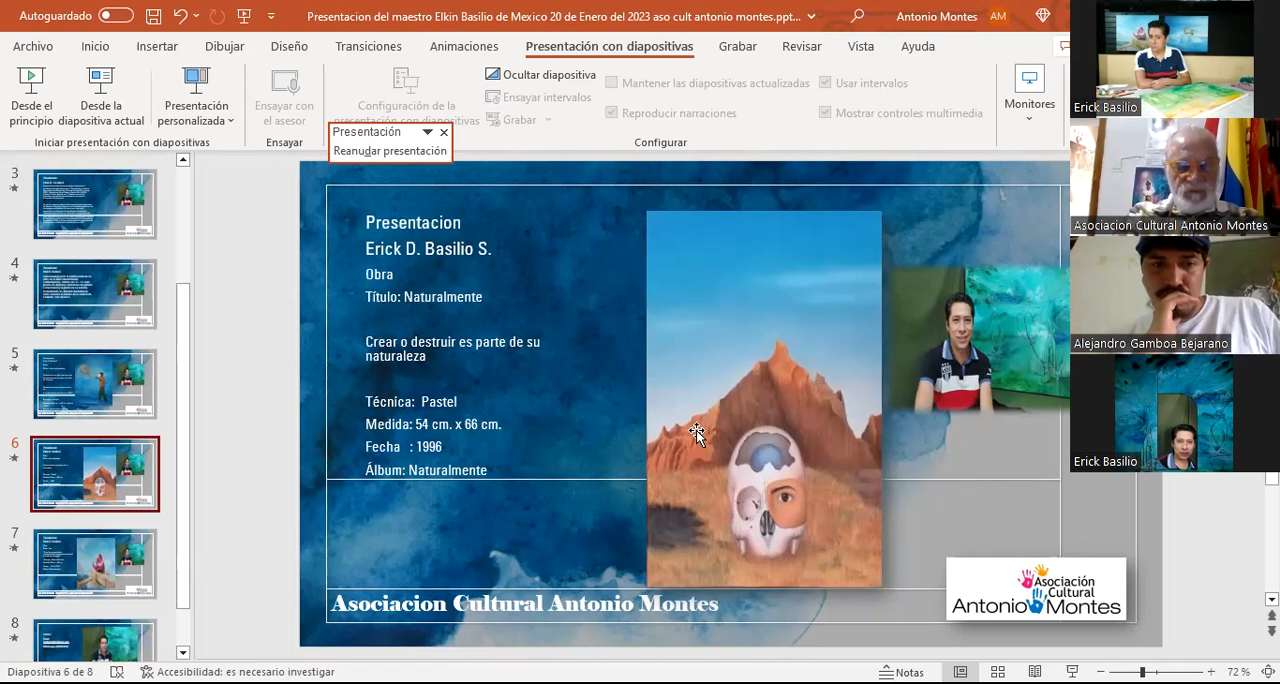 Autoguardado
Presentacion del maestro Elkin Basilio de Mexico 20 de Enero del 2023 aso cult antonio montes.ppt...
Antonio Montes
AM
Archivo
Inicio
Insertar
Dibujar
Diseño
Transiciones
Animaciones
Presentación con diapositivas
Grabar
Revisar
Vista
Ayuda
Desde el principio
Desde la diapositiva actual
Presentación personalizada
Ensayar con el asesor
Configuración de la presentación con diapositivas
Ocultar diapositiva
Ensayar intervalos
Grabar
Mantener las diapositivas actualizadas
Reproducir narraciones
Usar intervalos
Mostrar controles multimedia
Monitores
Iniciar presentación con diapositivas
Ensayar
Configurar
Presentación
Reanudar presentación
3
4
5
6
7
8
Presentacion
Erick D. Basilio S.
Obra
Título: Naturalmente
Crear o destruir es parte de su
naturaleza
Técnica: Pastel
Medida: 54 cm. x 66 cm.
Fecha : 1996
Álbum: Naturalmente
Asociacion Cultural Antonio Montes
Asociación
Cultural
Antonio Montes
Erick Basilio
Asociacion Cultural Antonio Montes
Alejandro Gamboa Bejarano
Erick Basilio
Diapositiva 6 de 8
Accesibilidad: es necesario investigar
Notas
72 %